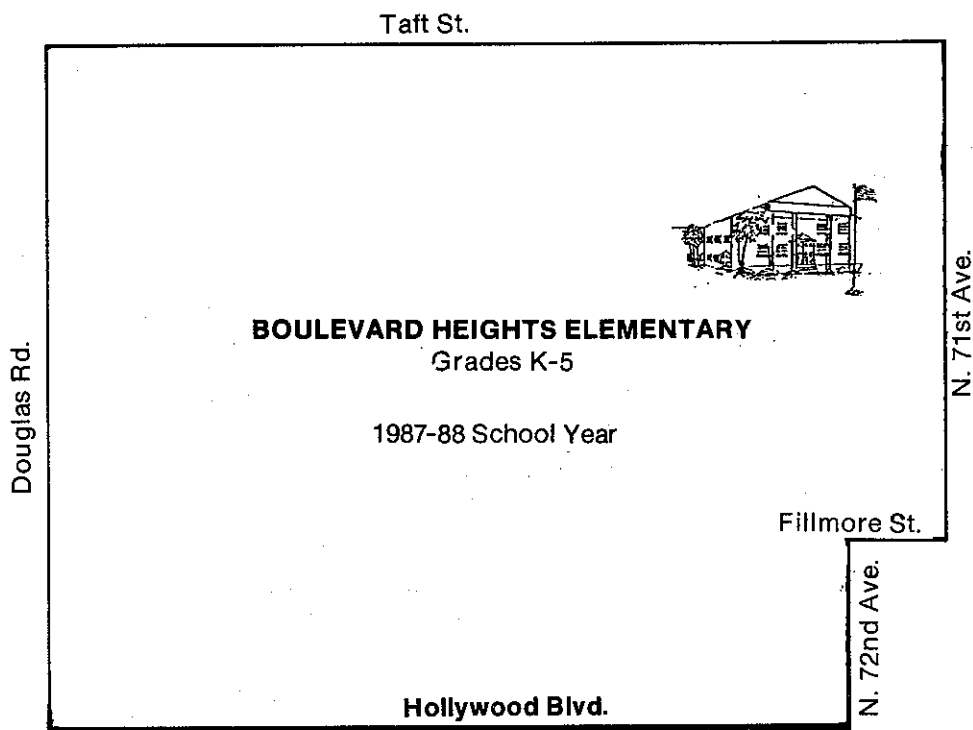 Taft St.
Douglas Rd.
N. 71st Ave.
BOULEVARD HEIGHTS ELEMENTARY
Grades K-5
1987-88 School Year
Fillmore St.
N. 72nd Ave.
Hollywood Blvd.